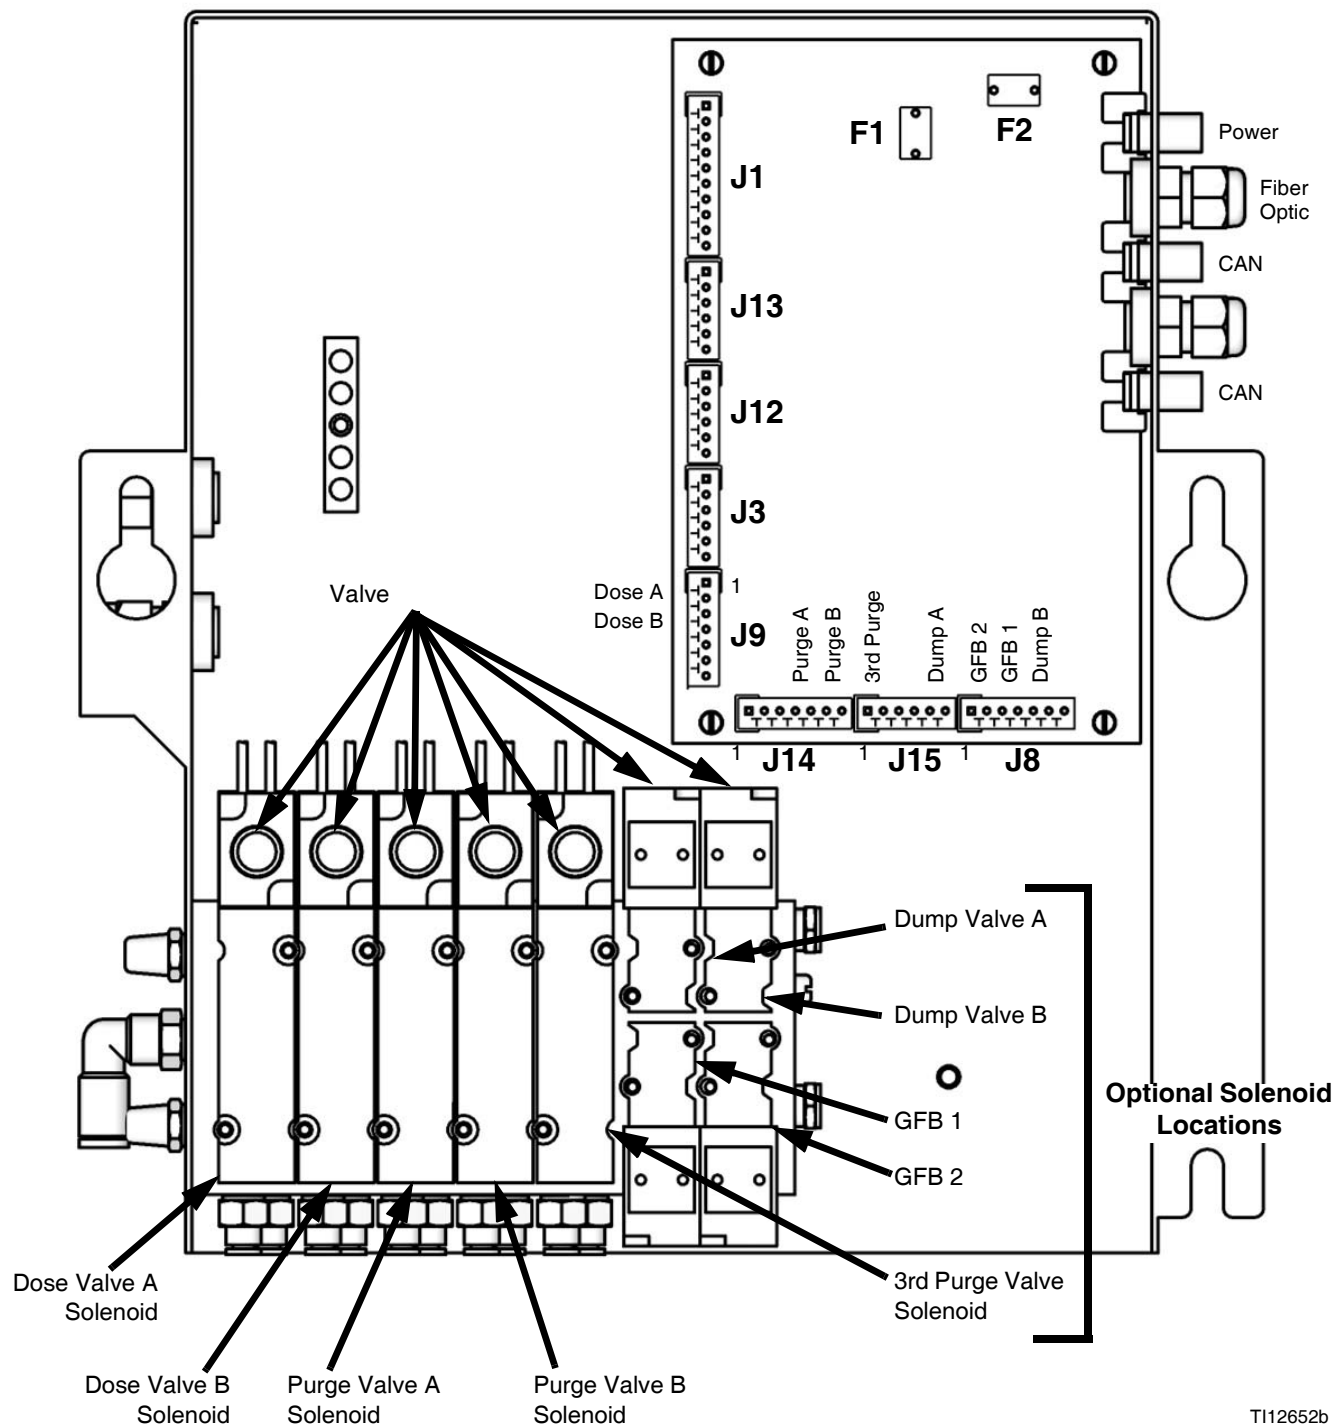 F1
F2
Power
Fiber
Optic
CAN
CAN
J1
J13
J12
J3
J9
1
Dose A
Dose B
Valve
Purge A
Purge B
3rd Purge
Dump A
GFB 2
GFB 1
Dump B
1
J14
1
J15
1
J8
Dump Valve A
Dump Valve B
GFB 1
GFB 2
Optional Solenoid
Locations
3rd Purge Valve
Solenoid
Dose Valve A
Solenoid
Dose Valve B
Solenoid
Purge Valve A
Solenoid
Purge Valve B
Solenoid
TI12652b